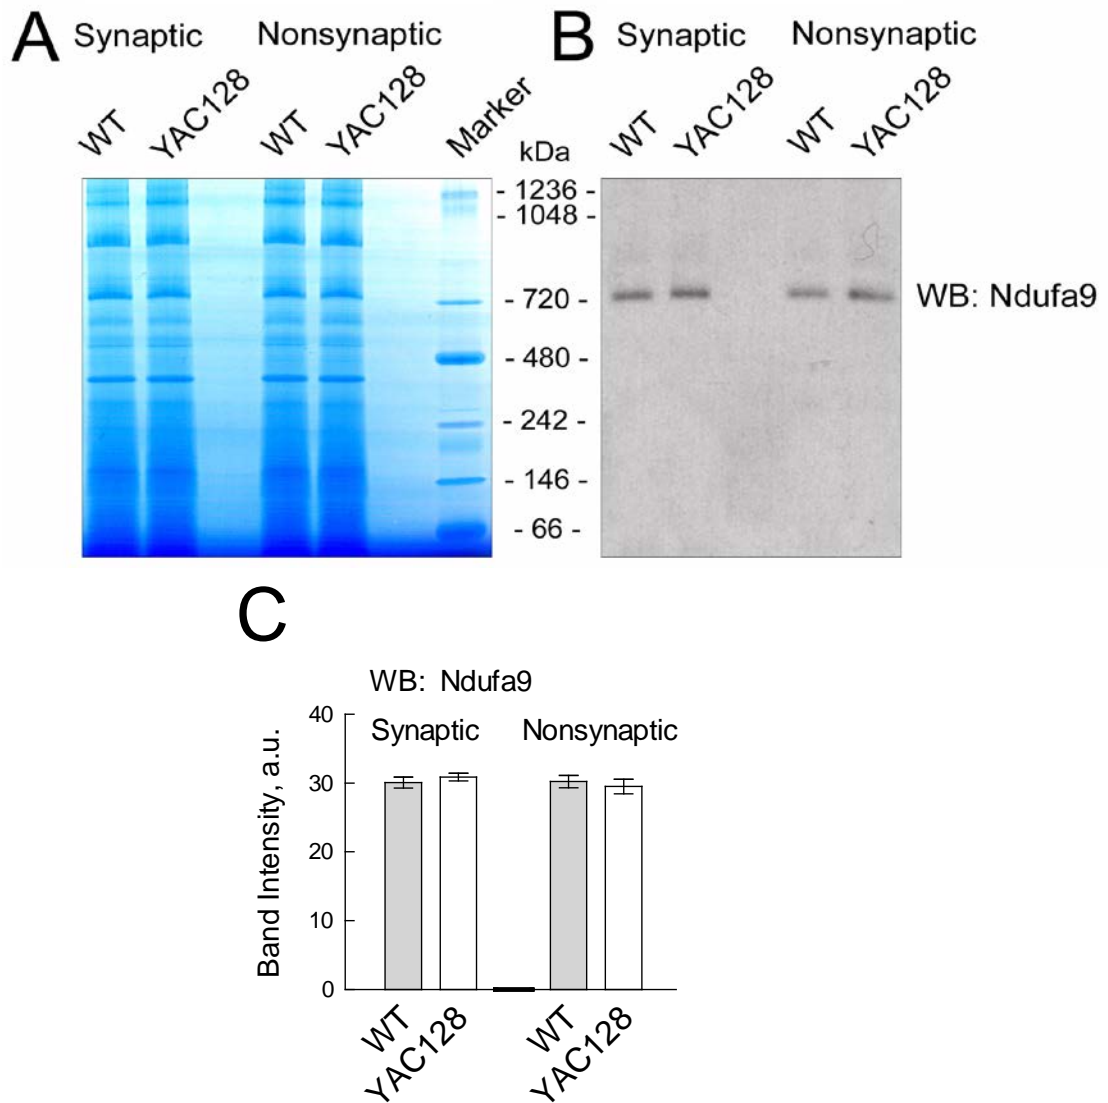 A
Synaptic Nonsynaptic
WT YAC128 WT YAC128 Marker
kDa
- 1236 -
- 1048 -
- 720 -
- 480 -
- 242 -
- 146 -
- 66 -
B
Synaptic Nonsynaptic
WT YAC128 WT YAC128
WB: Ndufa9
C
WB: Ndufa9
Synaptic Nonsynaptic
Band Intensity, a.u.
40
30
20
10
0
WT YAC128 WT YAC128